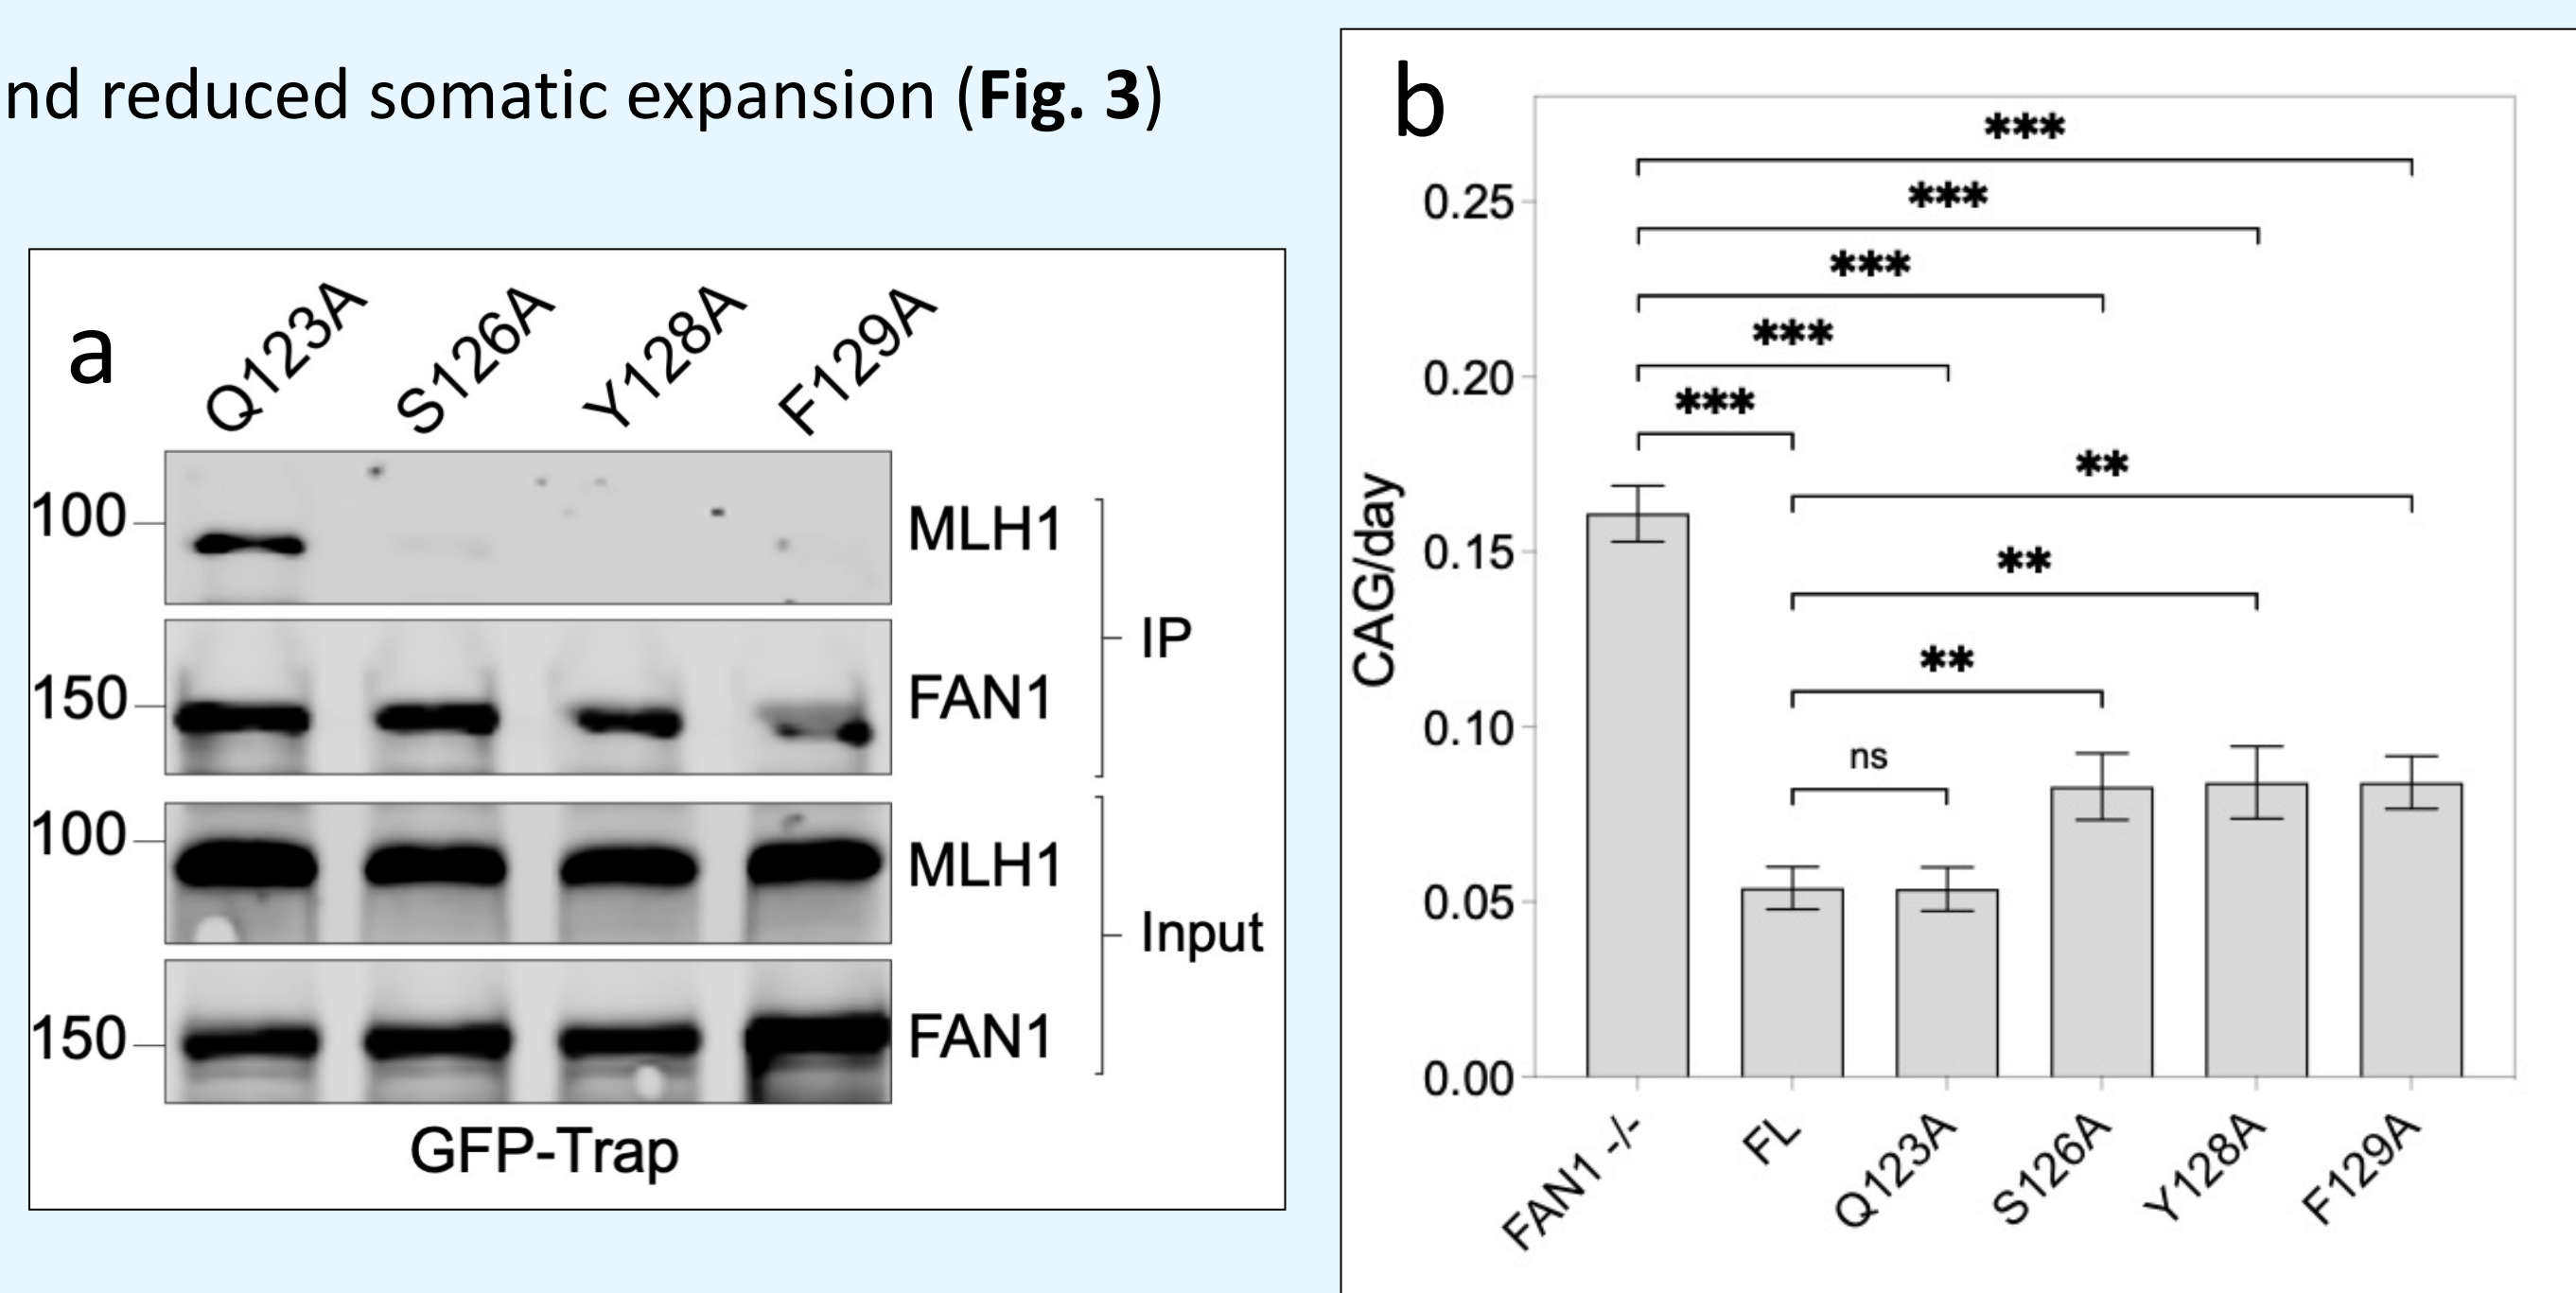 nd reduced somatic expansion (Fig. 3)
a
Q123A S126A Y128A F129A
100 MLH1
150 FAN1
IP
100 MLH1
150 FAN1
Input
GFP-Trap
b
***
0.25
***
***
0.20
***
***
**
0.15
**
**
0.10
ns
0.05
0.00
CAG/day
FAN1 -/- FL Q123A S126A Y128A F129A